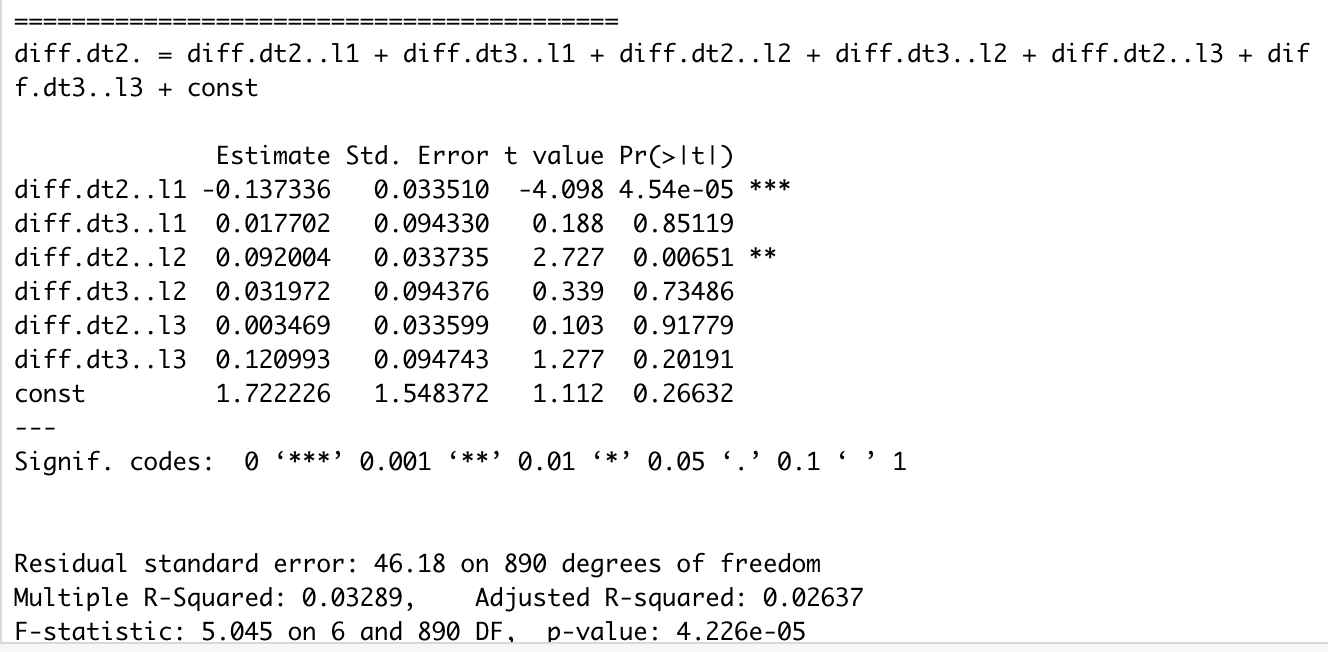 ==========================================
diff.dt2. = diff.dt2..l1 + diff.dt3..l1 + diff.dt2..l2 + diff.dt3..l2 + diff.dt2..l3 + dif
f.dt3..l3 + const
Estimate Std. Error t value Pr(>|t|)
diff.dt2..l1 -0.137336 0.033510 -4.098 4.54e-05 ***
diff.dt3..l1 0.017702 0.094330 0.188 0.85119
diff.dt2..l2 0.092004 0.033735 2.727 0.00651 **
diff.dt3..l2 0.031972 0.094376 0.339 0.73486
diff.dt2..l3 0.003469 0.033599 0.103 0.91779
diff.dt3..l3 0.120993 0.094743 1.277 0.20191
const 1.722226 1.548372 1.112 0.26632
---
Signif. codes: 0 ‘***’ 0.001 ‘**’ 0.01 ‘*’ 0.05 ‘.’ 0.1 ‘ ’ 1
Residual standard error: 46.18 on 890 degrees of freedom
Multiple R-Squared: 0.03289, Adjusted R-squared: 0.02637
F-statistic: 5.045 on 6 and 890 DF, p-value: 4.226e-05